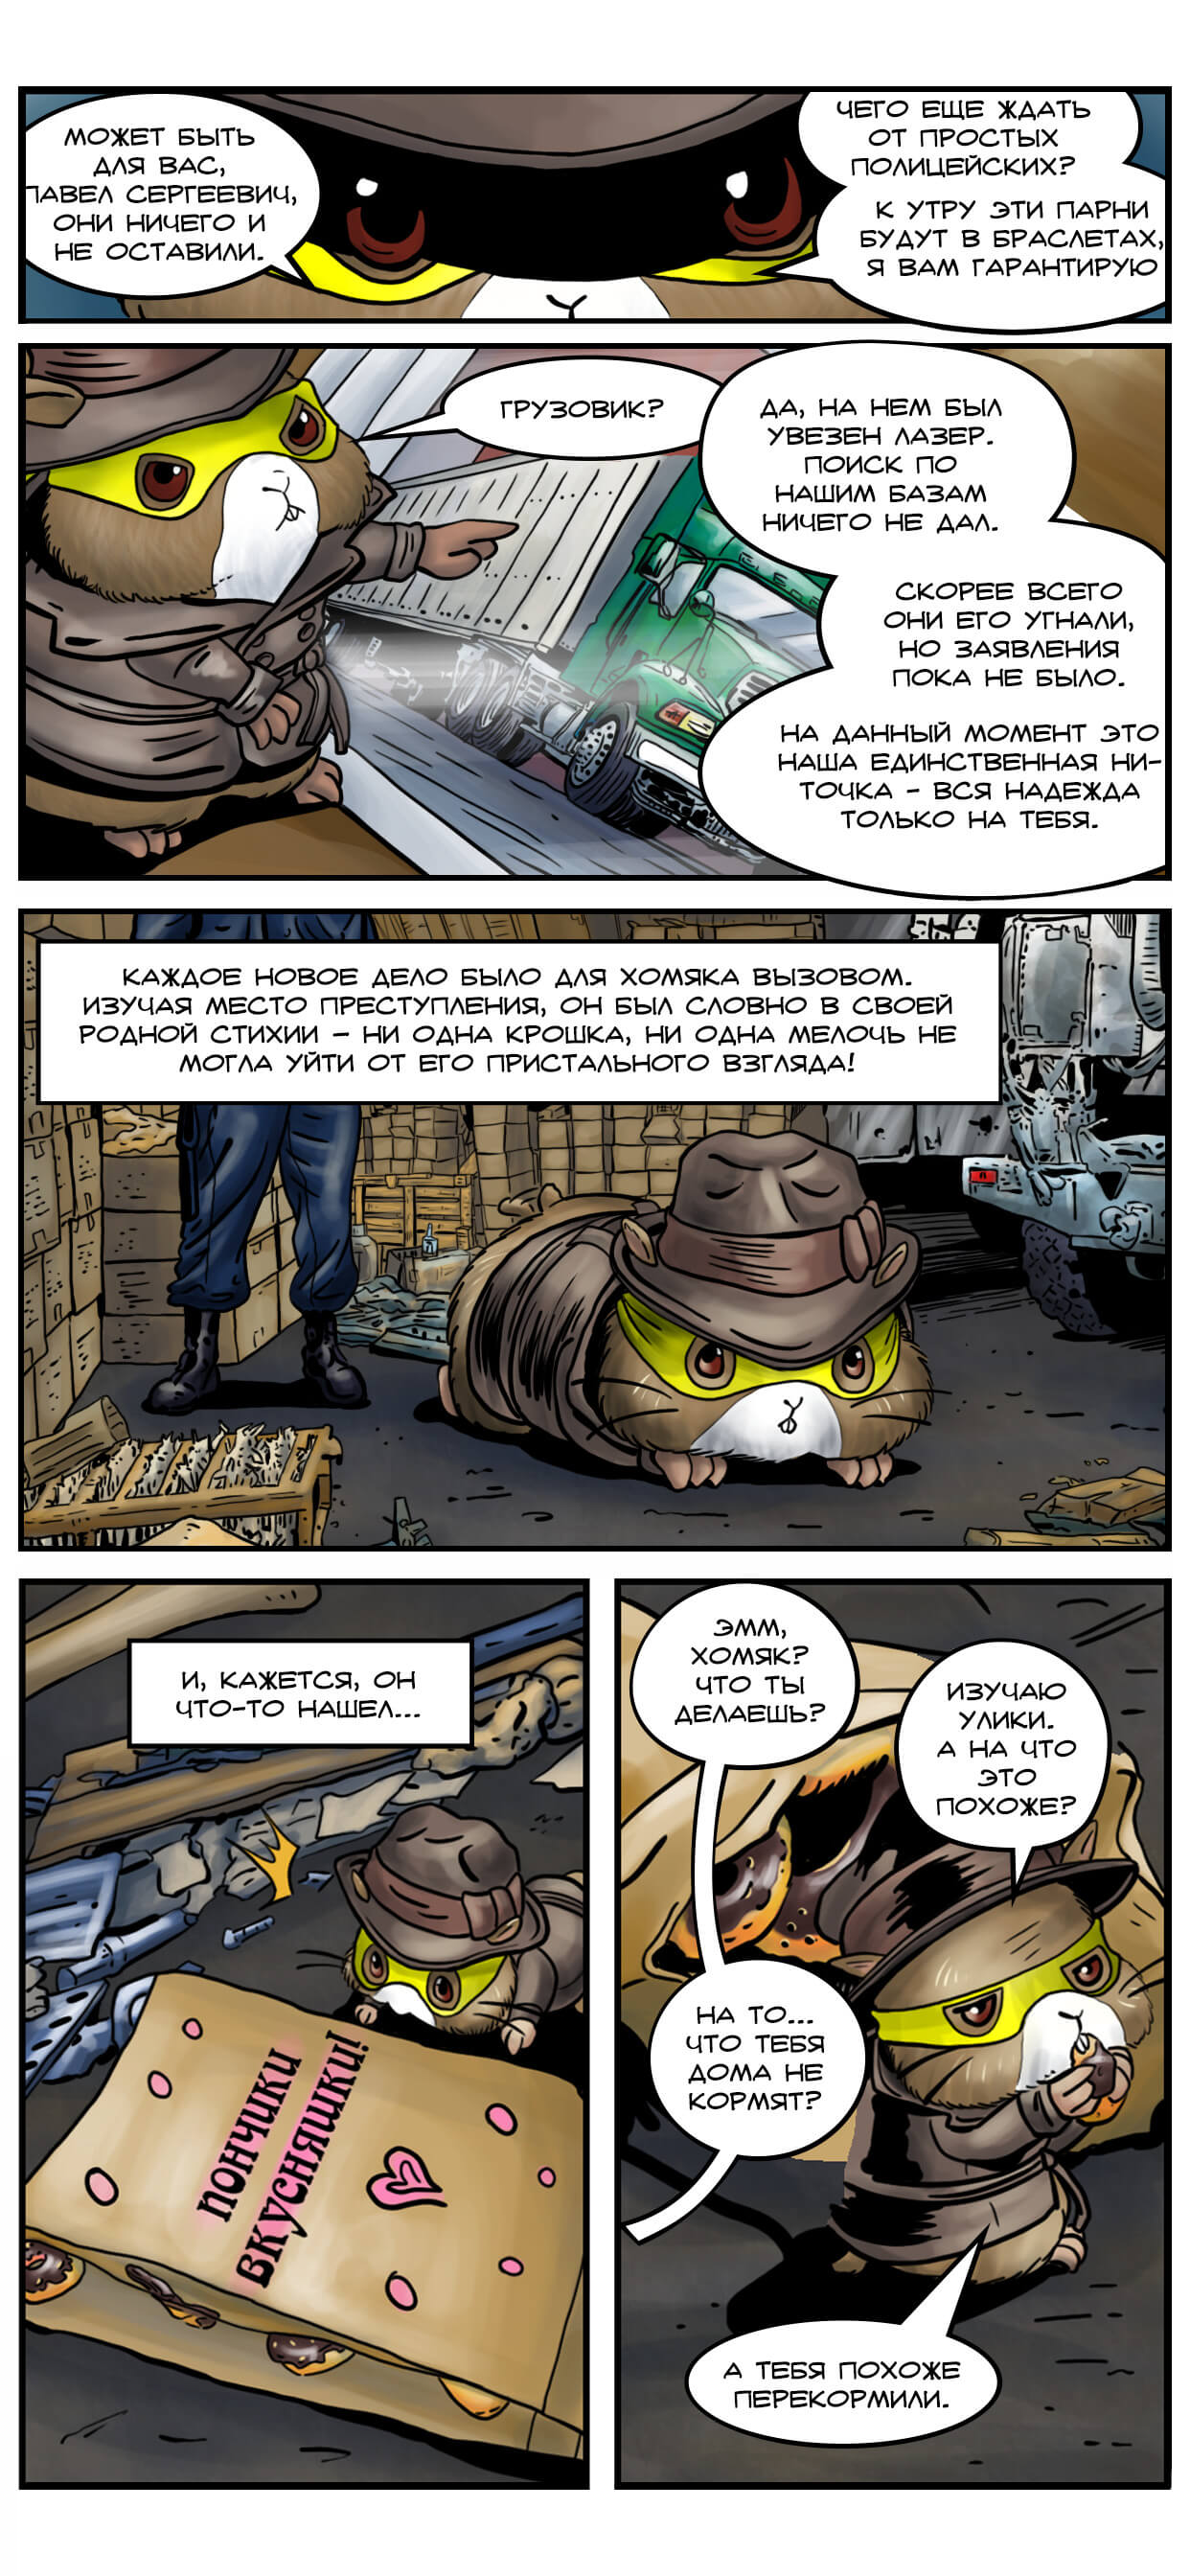 МОЖЕТ БЫТЬ
ДЛЯ ВАС,
ПАВЕЛ СЕРГЕЕВИЧ,
ОНИ НИЧЕГО И
НЕ ОСТАВИЛИ.
ЧЕГО ЕЩЕ ЖДАТЬ
ОТ ПРОСТЫХ
ПОЛИЦЕЙСКИХ?
К УТРУ ЭТИ ПАРНИ
БУДУТ В БРАСЛЕТАХ,
Я ВАМ ГАРАНТИРУЮ
ГРУЗОВИК?
ДА, НА НЕМ БЫЛ
УВЕЗЕН ЛАЗЕР.
ПОИСК ПО
НАШИМ БАЗАМ
НИЧЕГО НЕ ДАЛ.
СКОРЕЕ ВСЕГО
ОНИ ЕГО УГНАЛИ,
НО ЗАЯВЛЕНИЯ
ПОКА НЕ БЫЛО.
НА ДАННЫЙ МОМЕНТ ЭТО
НАША ЕДИНСТВЕННАЯ НИ-
ТОЧКА - ВСЯ НАДЕЖДА
ТОЛЬКО НА ТЕБЯ.
КАЖДОЕ НОВОЕ ДЕЛО БЫЛО ДЛЯ ХОМЯКА ВЫЗОВОМ.
ИЗУЧАЯ МЕСТО ПРЕСТУПЛЕНИЯ, ОН БЫЛ СЛОВНО В СВОЕЙ
РОДНОЙ СТИХИИ - НИ ОДНА КРОШКА, НИ ОДНА МЕЛОЧЬ НЕ
МОГЛА УЙТИ ОТ ЕГО ПРИСТАЛЬНОГО ВЗГЛЯДА!
И, КАЖЕТСЯ, ОН
ЧТО-ТО НАШЕЛ...
ПОНЧИКИ
ВКУСНЯШКИ!
ЭММ,
ХОМЯК?
ЧТО ТЫ
ДЕЛАЕШЬ?
ИЗУЧАЮ
УЛИКИ.
А НА ЧТО
ЭТО
ПОХОЖЕ?
НА ТО...
ЧТО ТЕБЯ
ДОМА НЕ
КОРМЯТ?
А ТЕБЯ ПОХОЖЕ
ПЕРЕКОРМИЛИ.